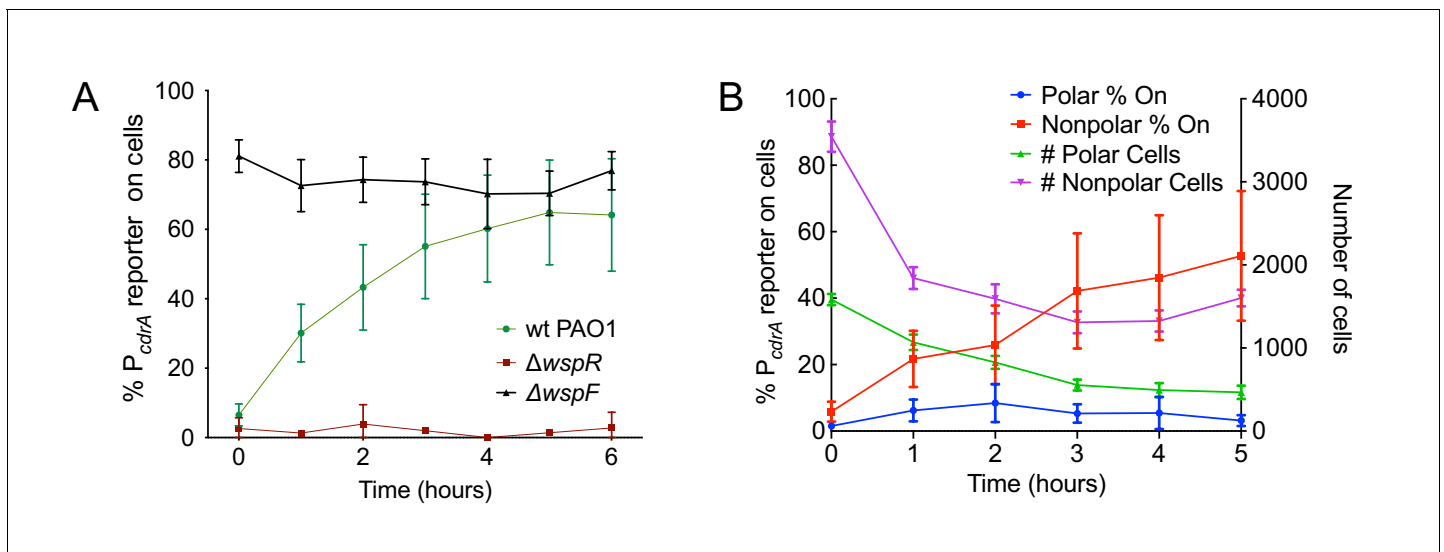 A
% P_cdrA reporter on cells
100
80
60
40
20
0
0
2
4
6
Time (hours)
wt PAO1
ΔwspR
ΔwspF
B
% P_cdrA reporter on cells
100
80
60
40
20
0
0
1
2
3
4
5
Time (hours)
Polar % On
Nonpolar % On
# Polar Cells
# Nonpolar Cells
4000
3000
2000
1000
0
Number of cells